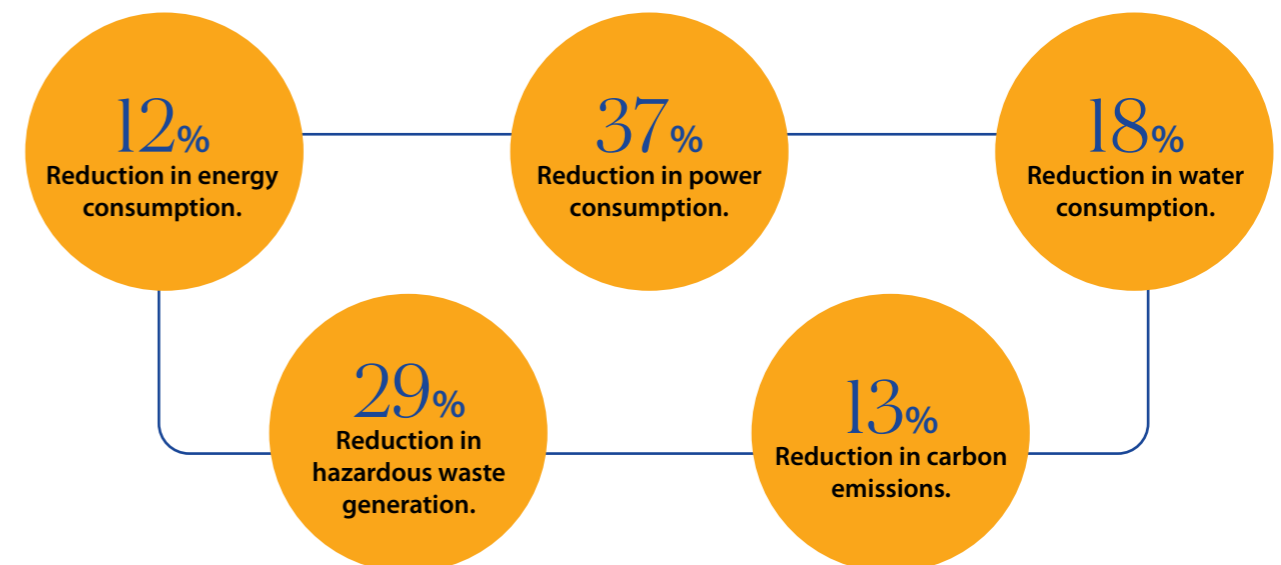 12%
Reduction in energy
consumption.
37%
Reduction in power
consumption.
18%
Reduction in water
consumption.
29%
Reduction in
hazardous waste
generation.
13%
Reduction in carbon
emissions.